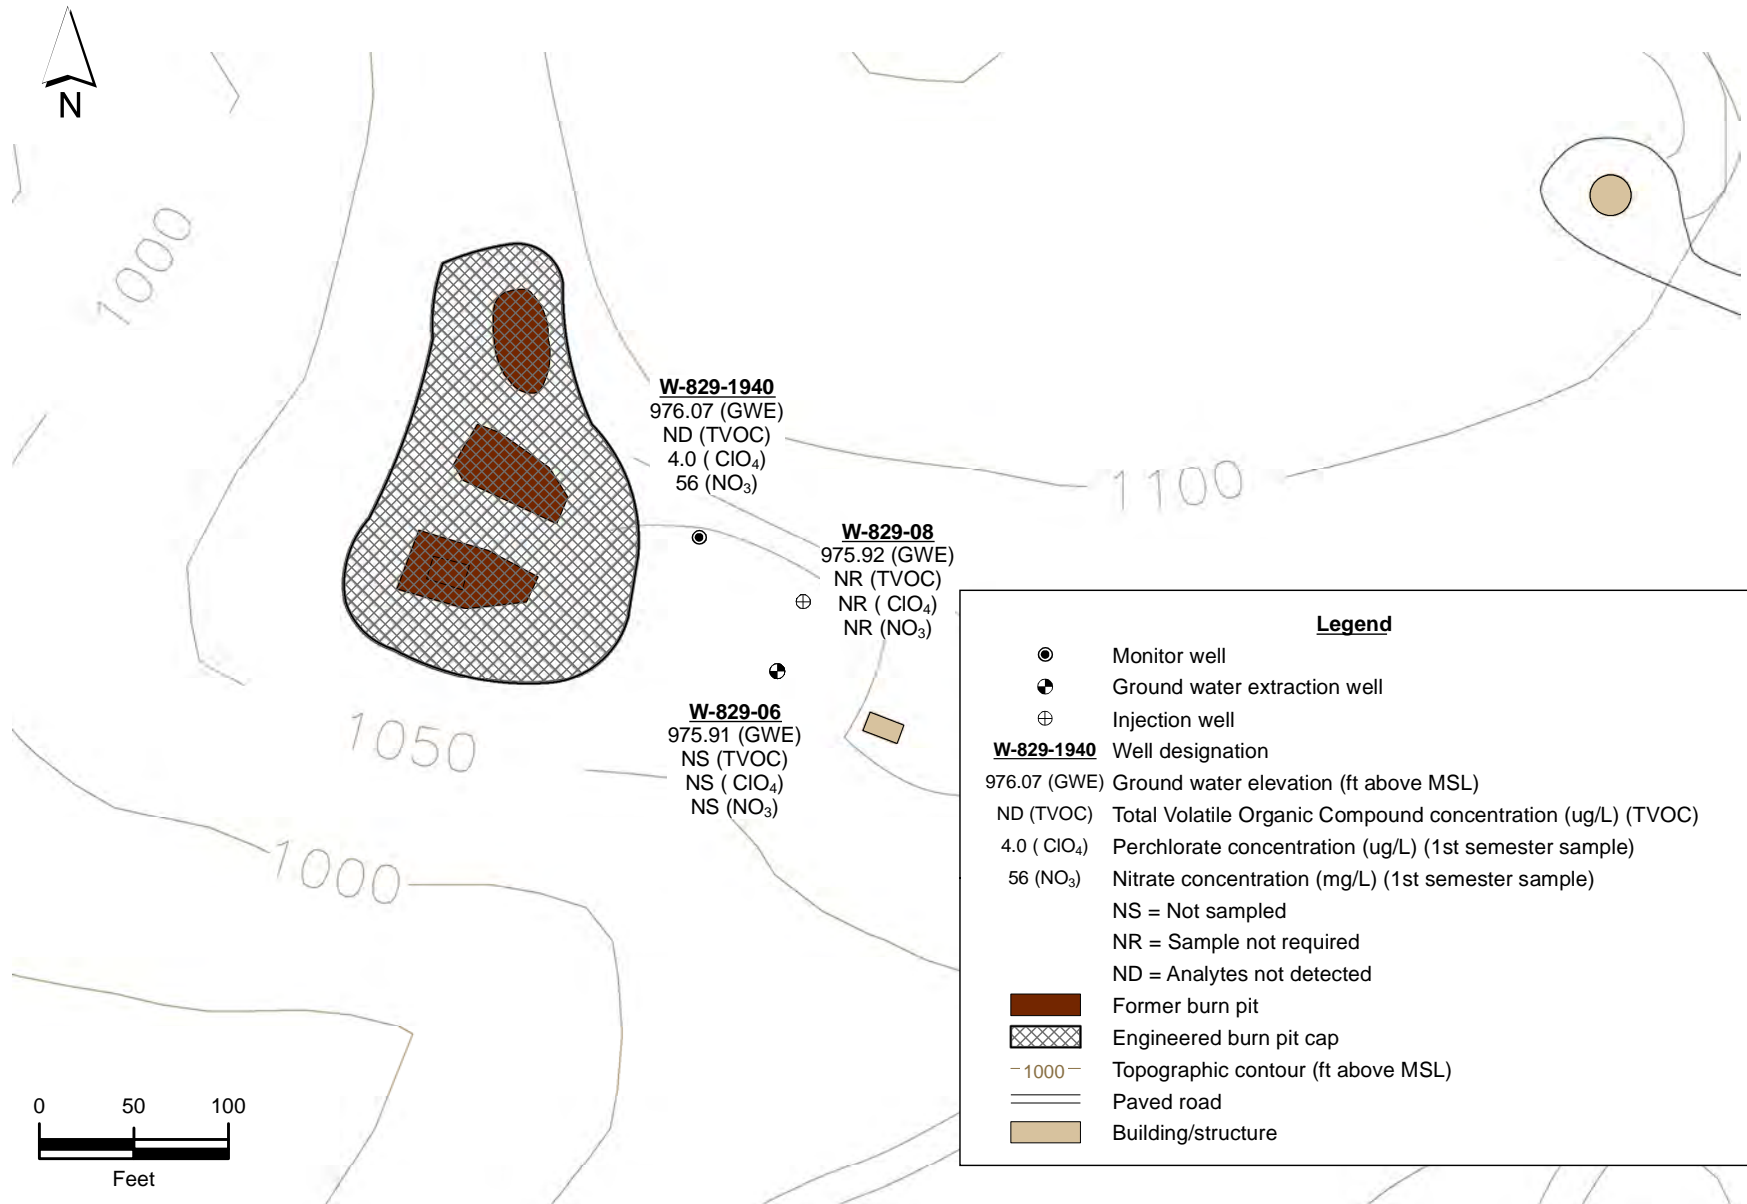 N
1000
W-829-1940
976.07 (GWE)
ND (TVOC)
4.0 ( ClO₄)
56 (NO₃)
1100
W-829-08
975.92 (GWE)
NR (TVOC)
NR ( ClO₄)
NR (NO₃)
W-829-06
975.91 (GWE)
NS (TVOC)
NS ( ClO₄)
NS (NO₃)
1050
1000
Legend
Monitor well
Ground water extraction well
Injection well
W-829-1940 Well designation
976.07 (GWE) Ground water elevation (ft above MSL)
ND (TVOC) Total Volatile Organic Compound concentration (ug/L) (TVOC)
4.0 ( ClO₄) Perchlorate concentration (ug/L) (1st semester sample)
56 (NO₃) Nitrate concentration (mg/L) (1st semester sample)
NS = Not sampled
NR = Sample not required
ND = Analytes not detected
Former burn pit
Engineered burn pit cap
1000 Topographic contour (ft above MSL)
Paved road
Building/structure
0 50 100
Feet